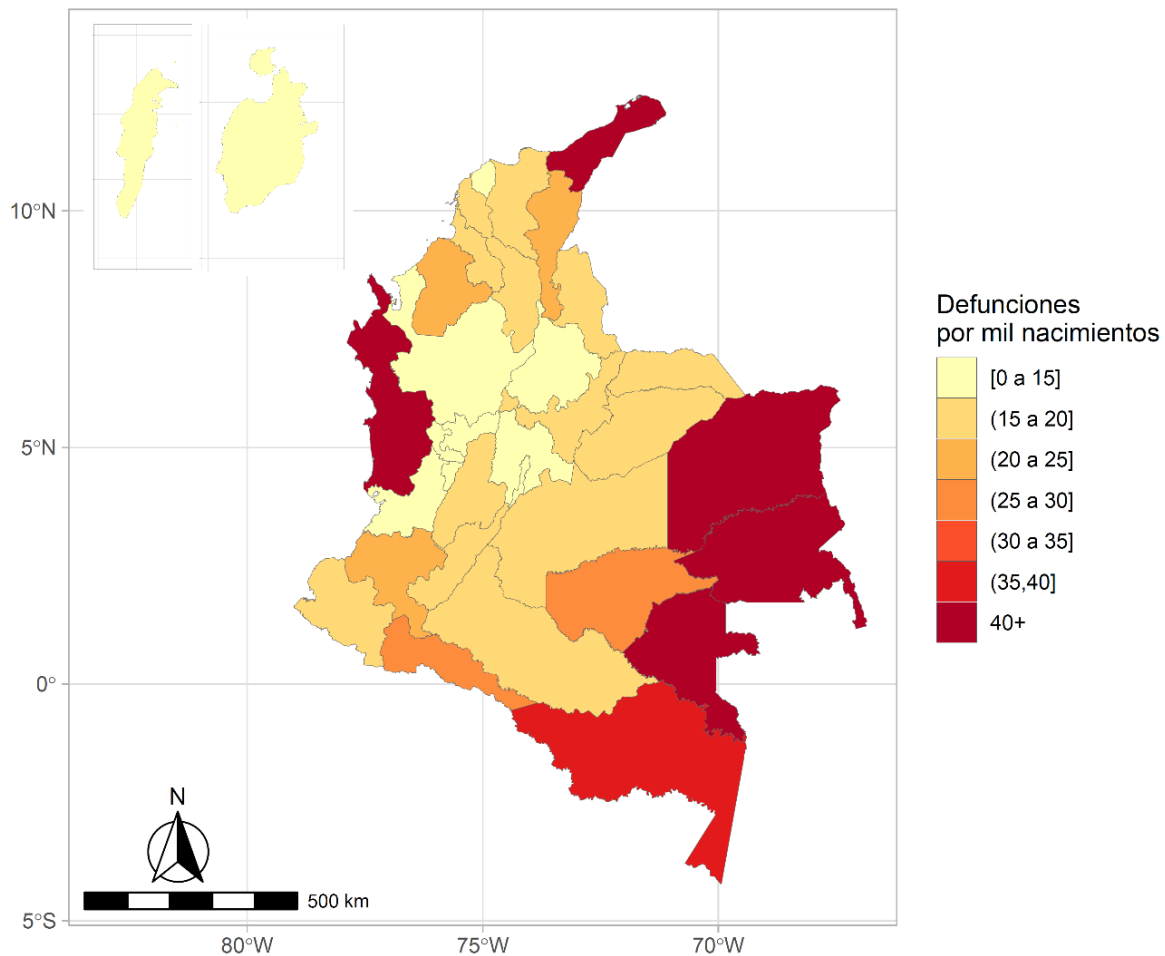 10°N
5°N
0°
5°S
80°W
75°W
70°W
N
500 km
Defunciones
por mil nacimientos
[0 a 15]
(15 a 20]
(20 a 25]
(25 a 30]
(30 a 35]
(35,40]
40+